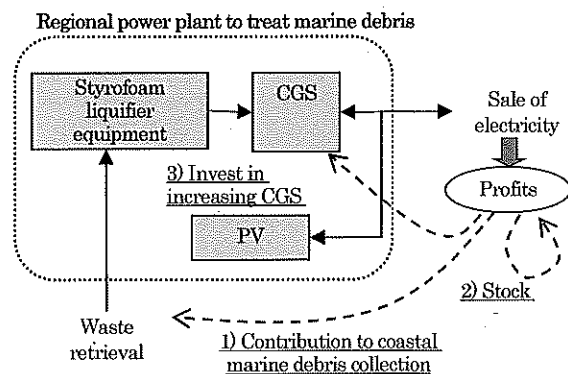 Regional power plant to treat marine debris
Styrofoam
liquifier
equipment
CGS
Sale of
electricity
3) Invest in
increasing CGS
Profits
PV
2) Stock
Waste
retrieval
1) Contribution to coastal
marine debris collection